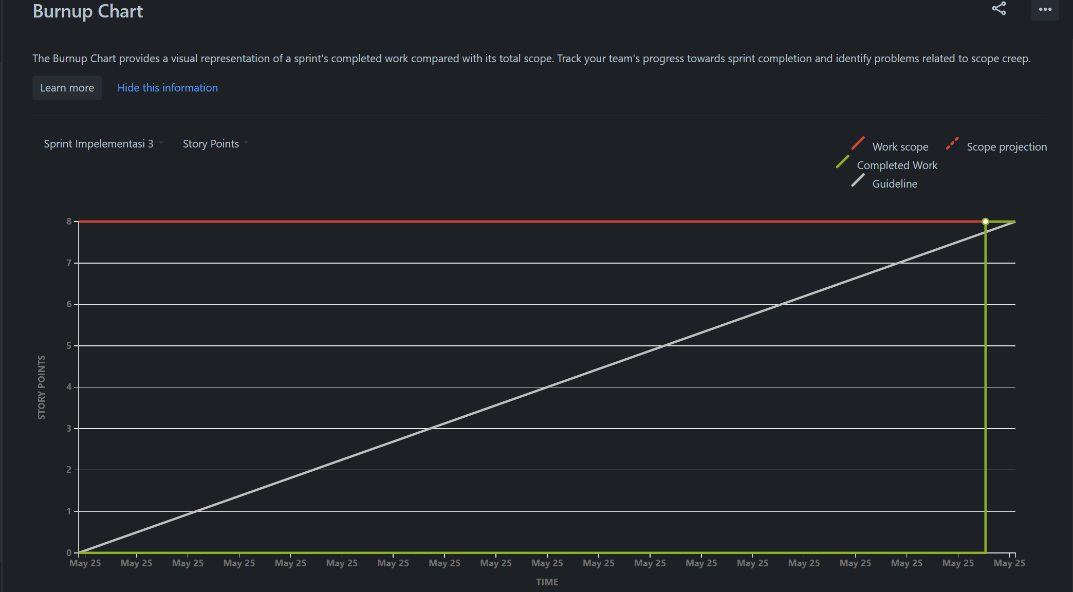 Burnup Chart
The Burnup Chart provides a visual representation of a sprint's completed work compared with its total scope. Track your team's progress towards sprint completion and identify problems related to scope creep.
Learn more Hide this information
Sprint Impelementasi 3 Story Points
Work scope Scope projection
Completed Work
Guideline
8
7
6
5
4
3
2
1
0
STORY POINTS
May 25 May 25 May 25 May 25 May 25 May 25 May 25 May 25 May 25 May 25 May 25 May 25 May 25 May 25 May 25 May 25 May 25 May 25 May 25
TIME